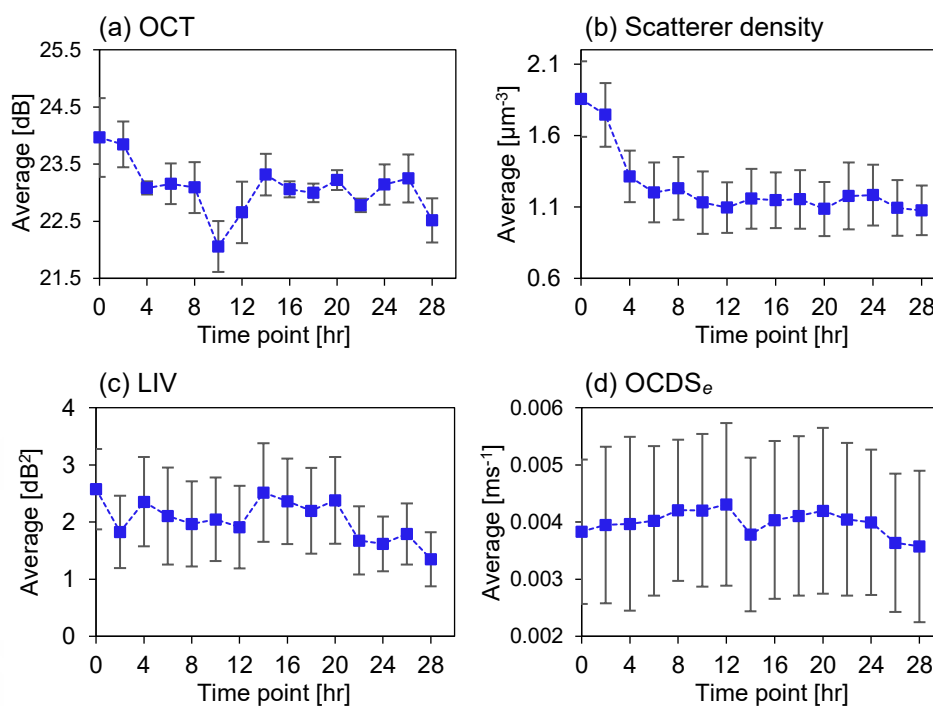 (a) OCT
Average [dB]
25.5
24.5
23.5
22.5
21.5
0 4 8 12 16 20 24 28
Time point [hr]
(b) Scatterer density
Average [µm⁻³]
2.1
1.6
1.1
0.6
0 4 8 12 16 20 24 28
Time point [hr]
(c) LIV
Average [dB²]
4
3
2
1
0
0 4 8 12 16 20 24 28
Time point [hr]
(d) OCDSₑ
Average [ms⁻¹]
0.006
0.005
0.004
0.003
0.002
0 4 8 12 16 20 24 28
Time point [hr]